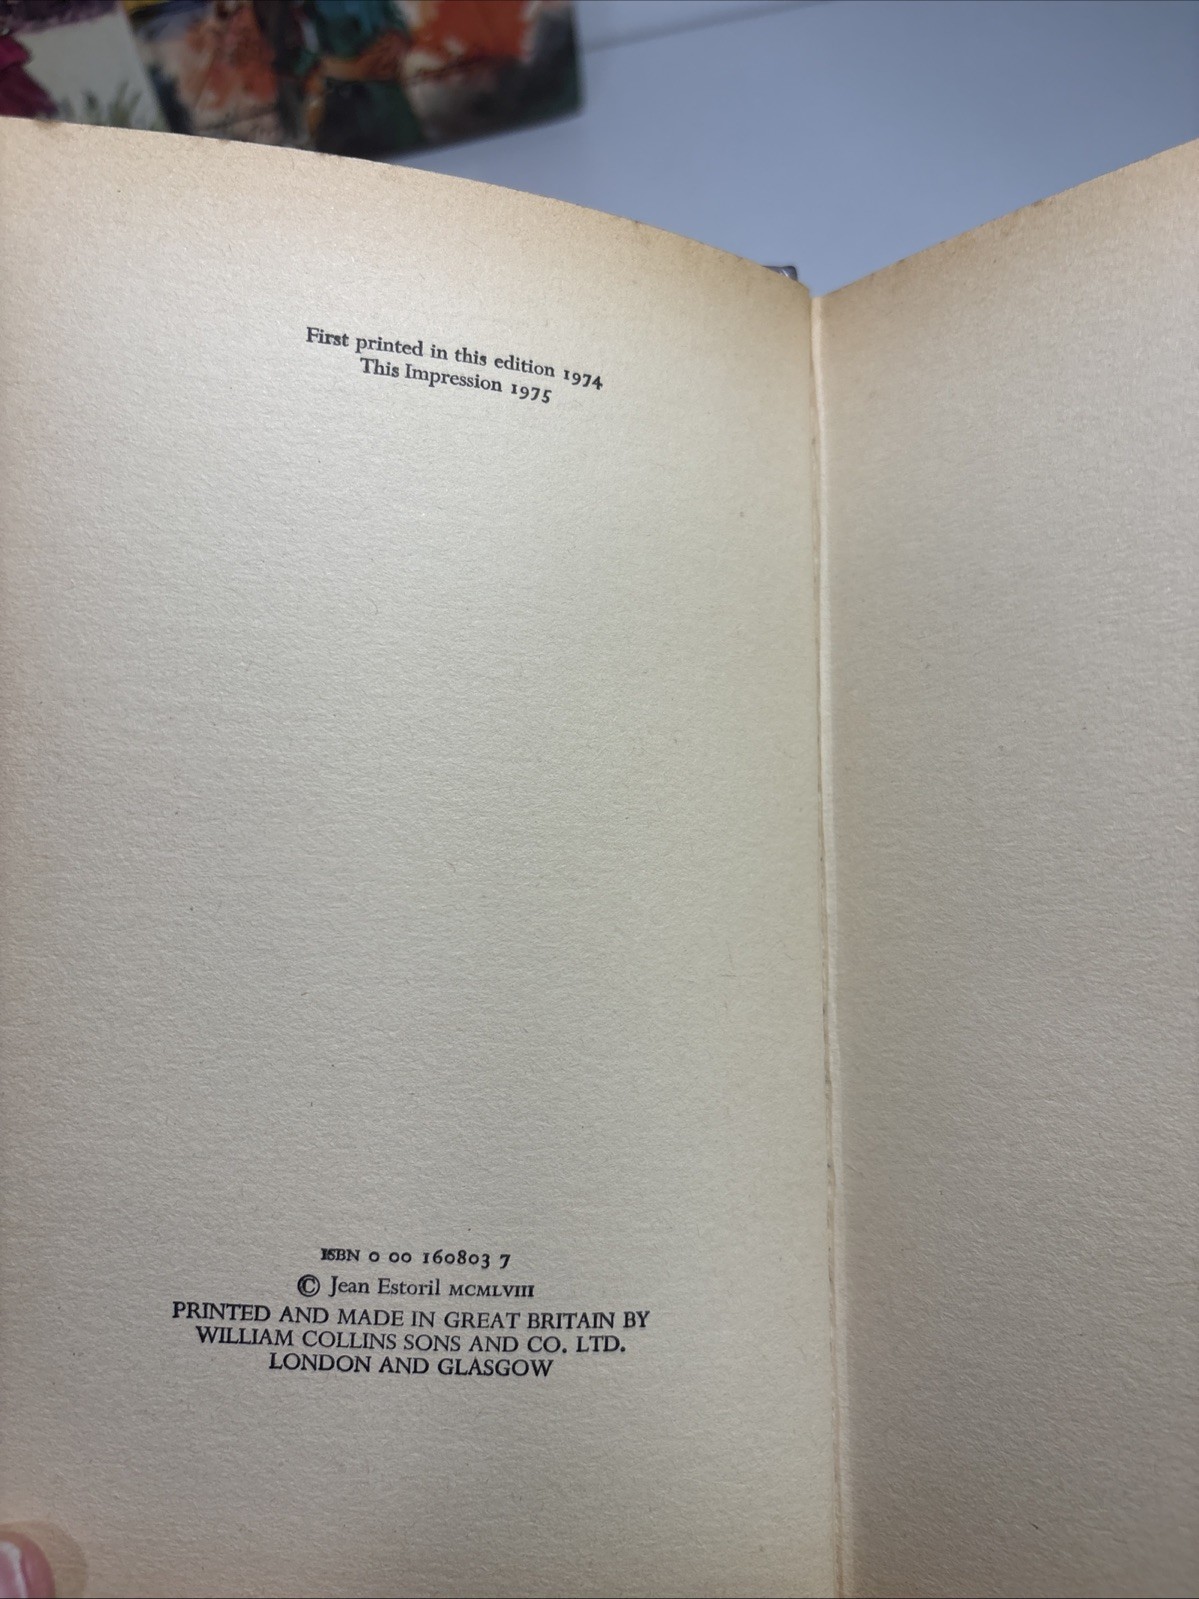 First printed in this edition 1974
This Impression 1975
ISBN 0 00 160803 7
© Jean Estoril MCMLVIII
PRINTED AND MADE IN GREAT BRITAIN BY
WILLIAM COLLINS SONS AND CO. LTD.
LONDON AND GLASGOW